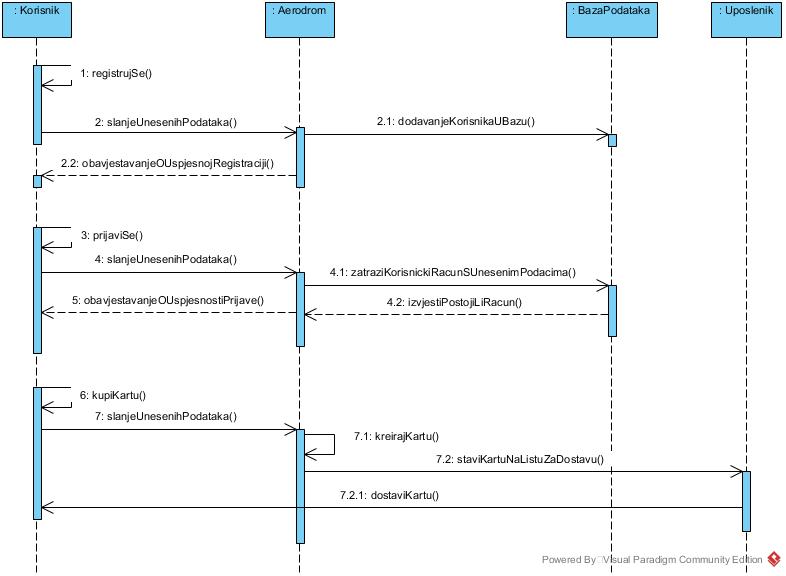 : Korisnik
: Aerodrom
: BazaPodataka
: Uposlenik
1: registrujSe()
2: slanjeUnesenihPodataka()
2.1: dodavanjeKorisnikaUBazu()
2.2: obavjestavanjeOUspjesnojRegistraciji()
3: prijaviSe()
4: slanjeUnesenihPodataka()
4.1: zatraziKorisnickiRacunSUnesenimPodacima()
5: obavjestavanjeOUspjesnostiPrijave()
4.2: izvjestiPostojiLiRacun()
6: kupiKartu()
7: slanjeUnesenihPodataka()
7.1: kreirajKartu()
7.2: staviKartuNaListuZaDostavu()
7.2.1: dostaviKartu()
Powered By Visual Paradigm Community Edition